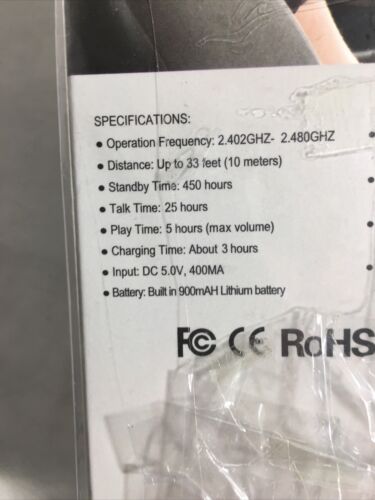 SPECIFICATIONS:
● Operation Frequency: 2.402GHZ- 2.480GHZ
● Distance: Up to 33 feet (10 meters)
● Standby Time: 450 hours
● Talk Time: 25 hours
● Play Time: 5 hours (max volume)
● Charging Time: About 3 hours
● Input: DC 5.0V, 400MA
● Battery: Built in 900mAH Lithium battery
FC CE RoHS